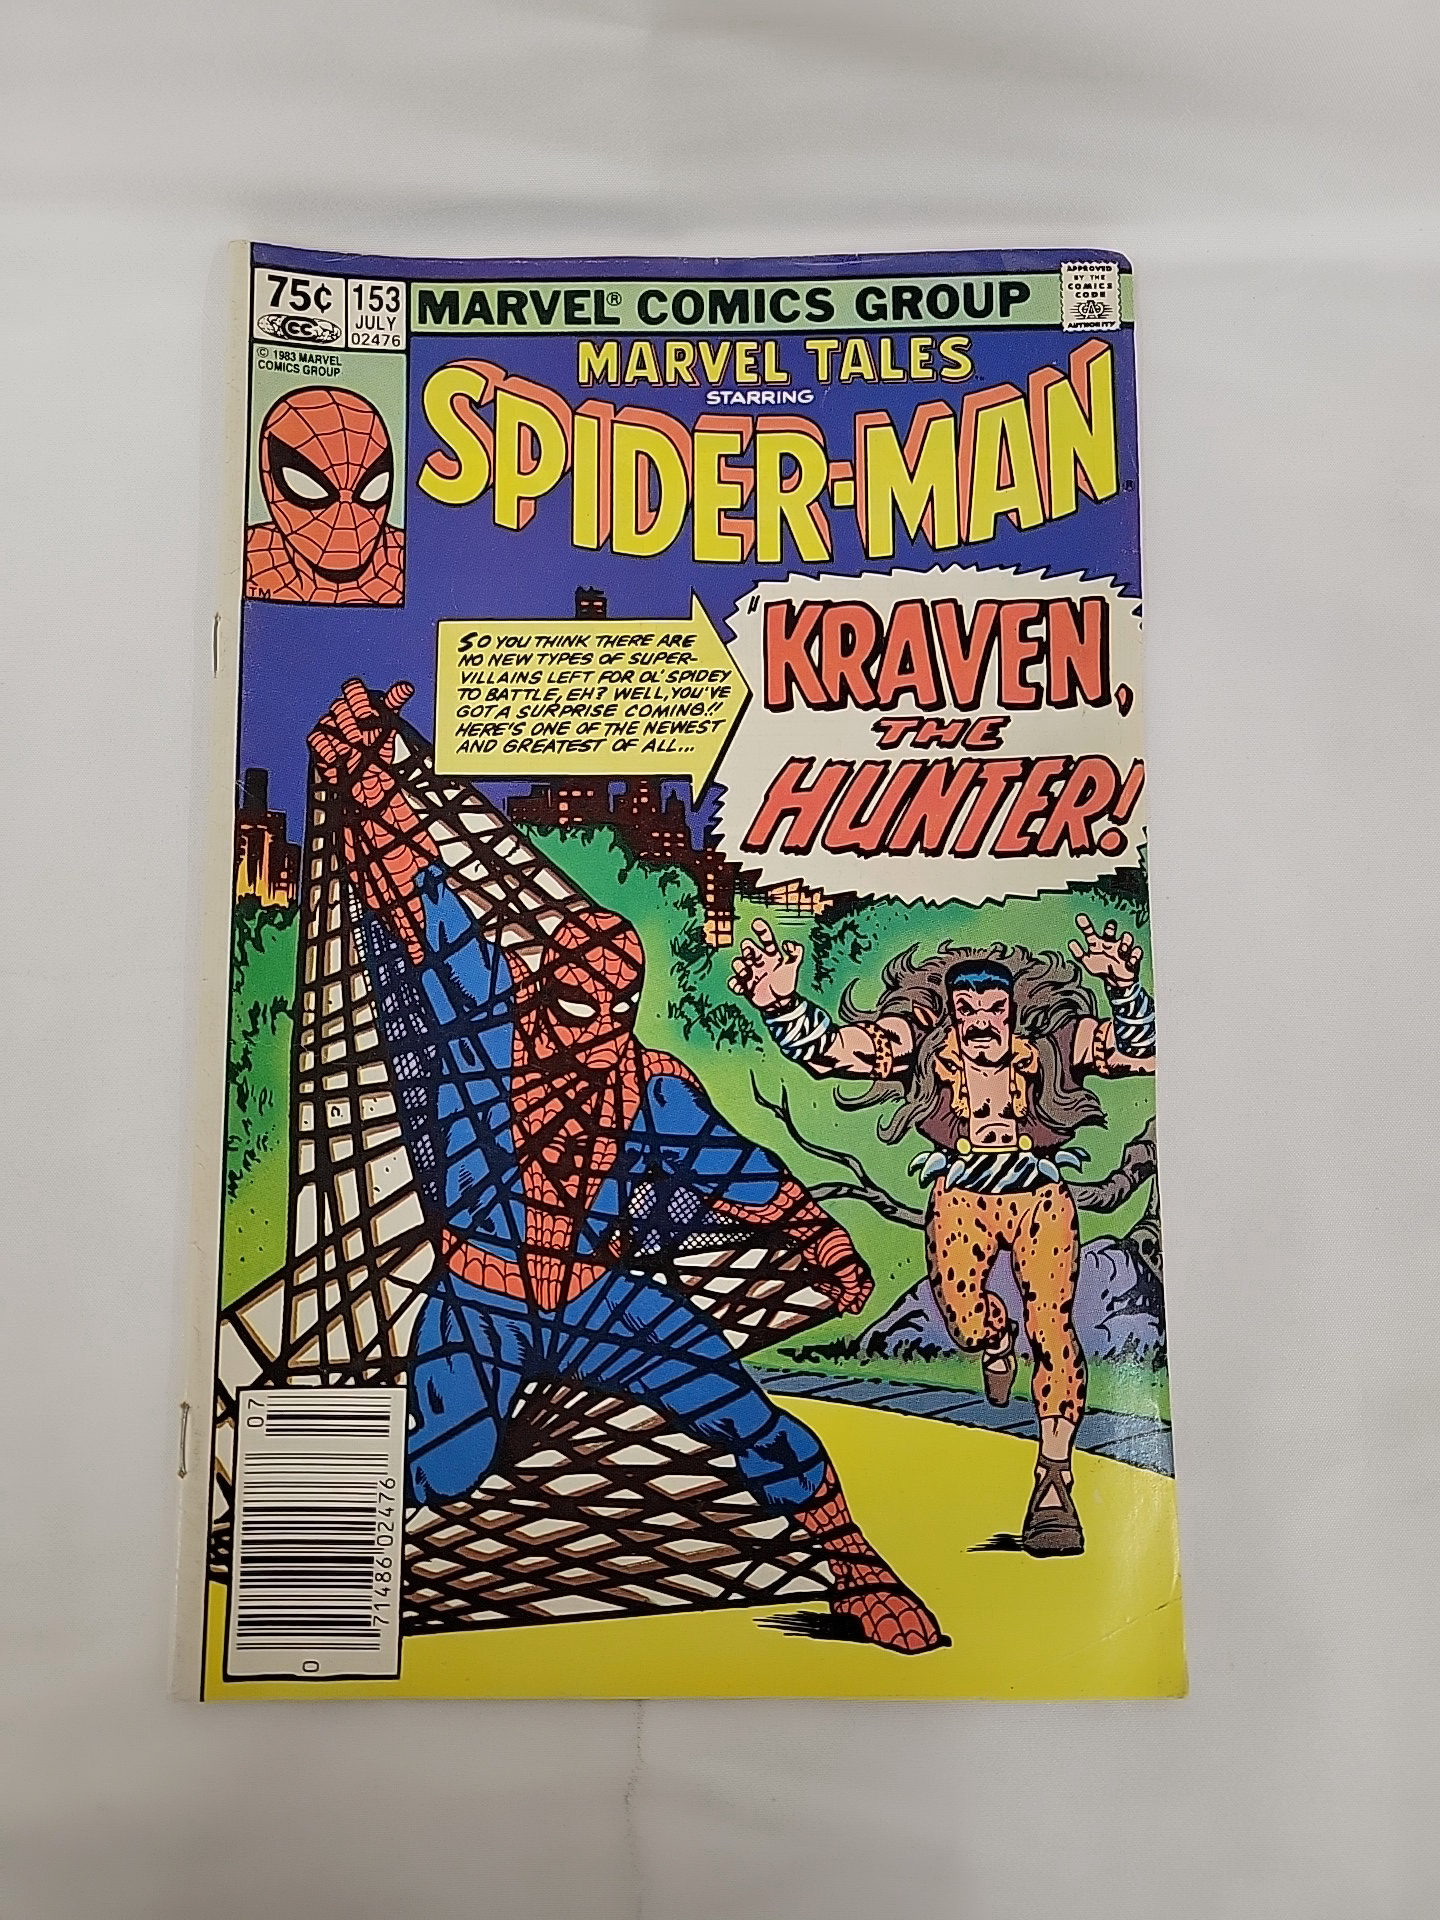 75¢
CC
153
JULY
02476
MARVEL® COMICS GROUP
APPROVED
BY THE
COMICS
CODE
CA
AUTHORITY
© 1983 MARVEL
COMICS GROUP
MARVEL TALES™
STARRING
SPIDER-MAN®
TM
SO YOU THINK THERE ARE
NO NEW TYPES OF SUPER-
VILLAINS LEFT FOR OL' SPIDEY
TO BATTLE, EH? WELL, YOU'VE
GOT A SURPRISE COMING!!
HERE'S ONE OF THE NEWEST
AND GREATEST OF ALL...
"KRAVEN,
THE
HUNTER!
07
71486 02476
0